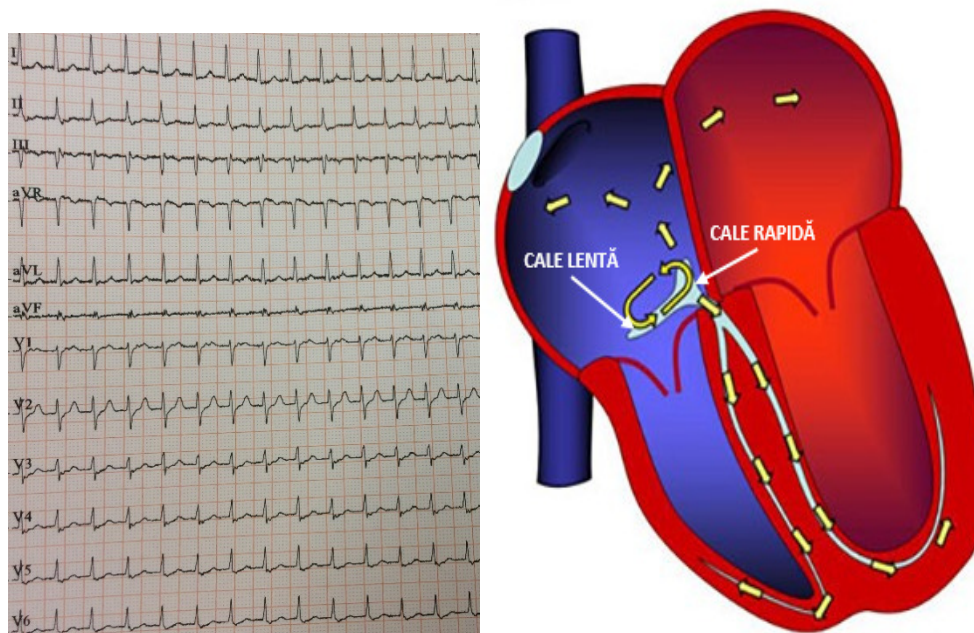 I
II
III
aVR
aVL
aVF
V1
V2
V3
V4
V5
V6
CALE LENTĂ
CALE RAPIDĂ